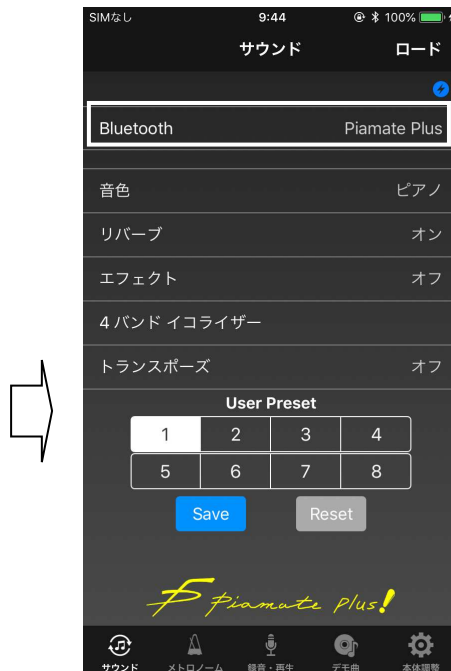 SIMなし 9:44 100%
サウンド ロード
Bluetooth Piamate Plus
音色 ピアノ
リバーブ オン
エフェクト オフ
4 バンド イコライザー
トランスポーズ オフ
User Preset
1 2 3 4
5 6 7 8
Save Reset
Piamate Plus!
サウンド メトロノーム 録音・再生 デモ曲 本体調整